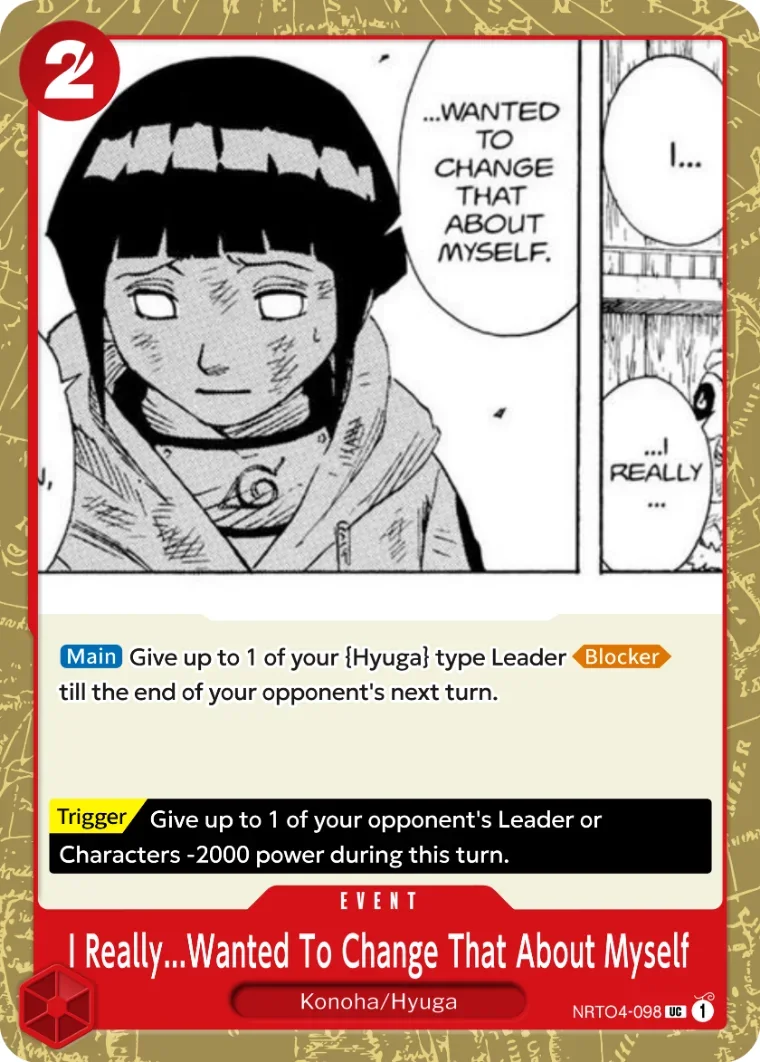 2
...WANTED
TO
CHANGE
THAT
ABOUT
MYSELF.
I...
...I
REALLY
...
Main Give up to 1 of your {Hyuga} type Leader Blocker
till the end of your opponent's next turn.
Trigger Give up to 1 of your opponent's Leader or
Characters -2000 power during this turn.
EVENT
I Really...Wanted To Change That About Myself
Konoha/Hyuga
NRTO4-098 UC 1